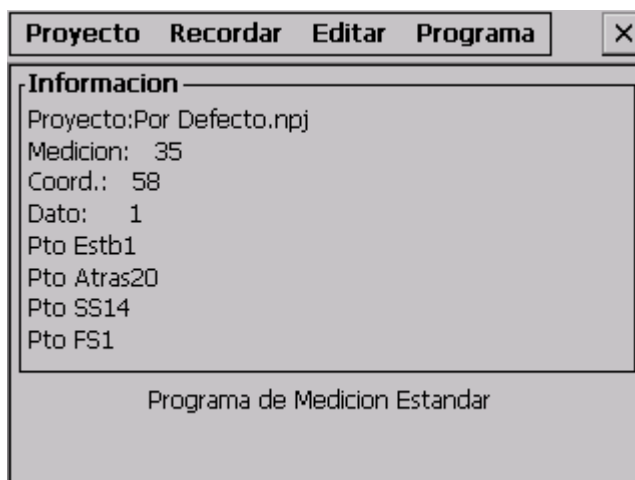 Proyecto Recordar Editar Programa ×
Informacion
Proyecto:Por Defecto.npj
Medicion: 35
Coord.: 58
Dato: 1
Pto Estb1
Pto Atras20
Pto SS14
Pto FS1
Programa de Medicion Estandar